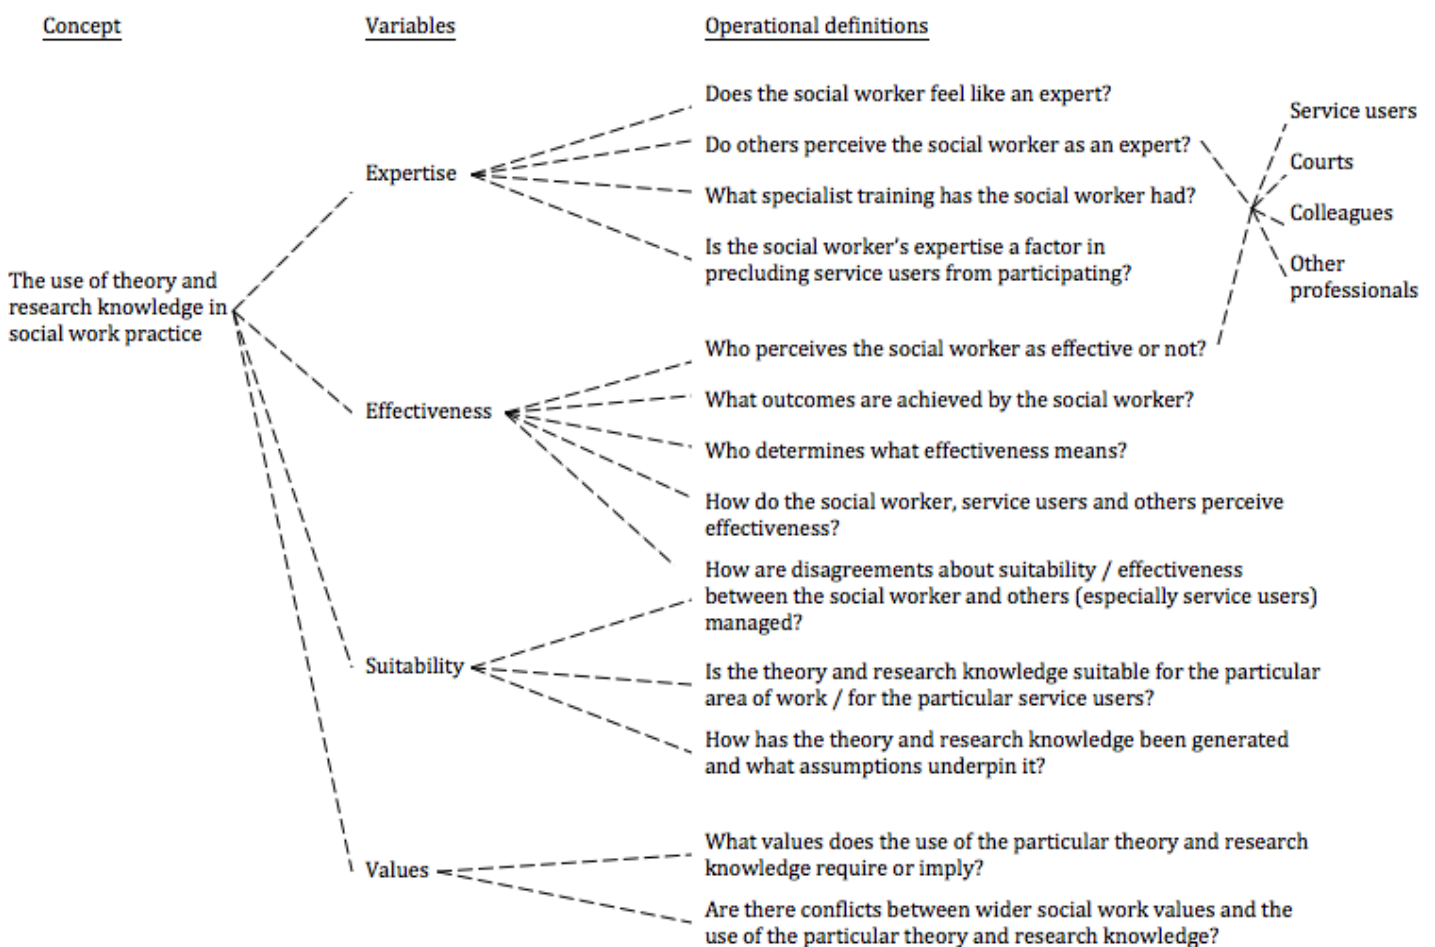 Concept
Variables
Operational definitions
Does the social worker feel like an expert?
Do others perceive the social worker as an expert?
What specialist training has the social worker had?
Is the social worker's expertise a factor in
precluding service users from participating?
Service users
Courts
Colleagues
Other
professionals
Expertise
The use of theory and
research knowledge in
social work practice
Who perceives the social worker as effective or not?
What outcomes are achieved by the social worker?
Who determines what effectiveness means?
How do the social worker, service users and others perceive
effectiveness?
Effectiveness
How are disagreements about suitability / effectiveness
between the social worker and others (especially service users)
managed?
Suitability
Is the theory and research knowledge suitable for the particular
area of work / for the particular service users?
How has the theory and research knowledge been generated
and what assumptions underpin it?
Values
What values does the use of the particular theory and research
knowledge require or imply?
Are there conflicts between wider social work values and the
use of the particular theory and research knowledge?